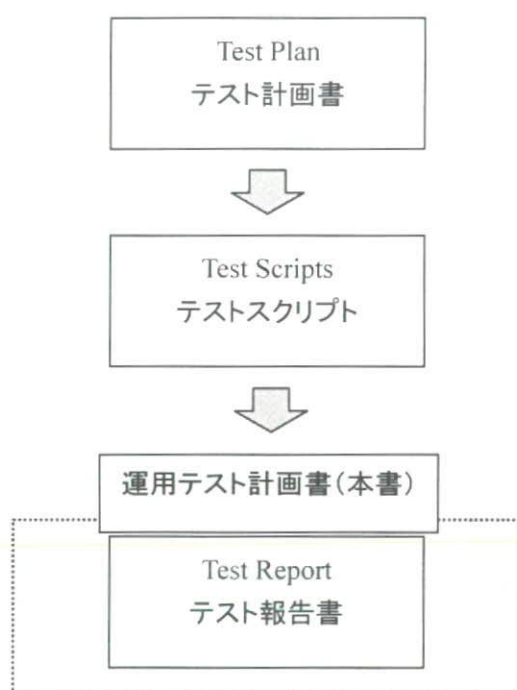 Test Plan
テスト計画書
Test Scripts
テストスクリプト
運用テスト計画書(本書)
Test Report
テスト報告書